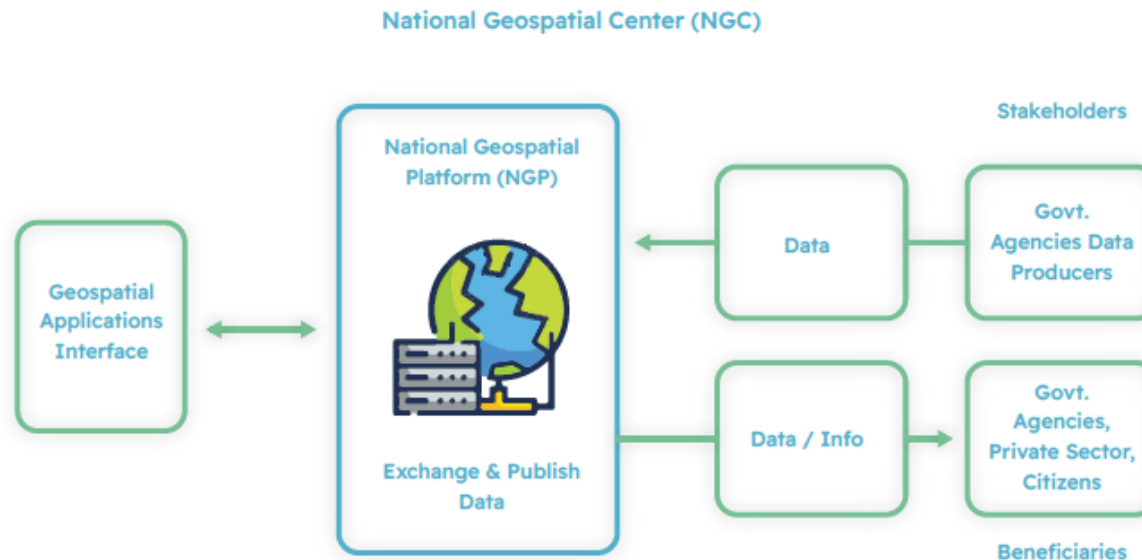 National Geospatial Center (NGC)
Stakeholders
National Geospatial
Platform (NGP)
Geospatial
Applications
Interface
Data
Govt.
Agencies Data
Producers
Exchange & Publish
Data
Data / Info
Govt.
Agencies,
Private Sector,
Citizens
Beneficiaries